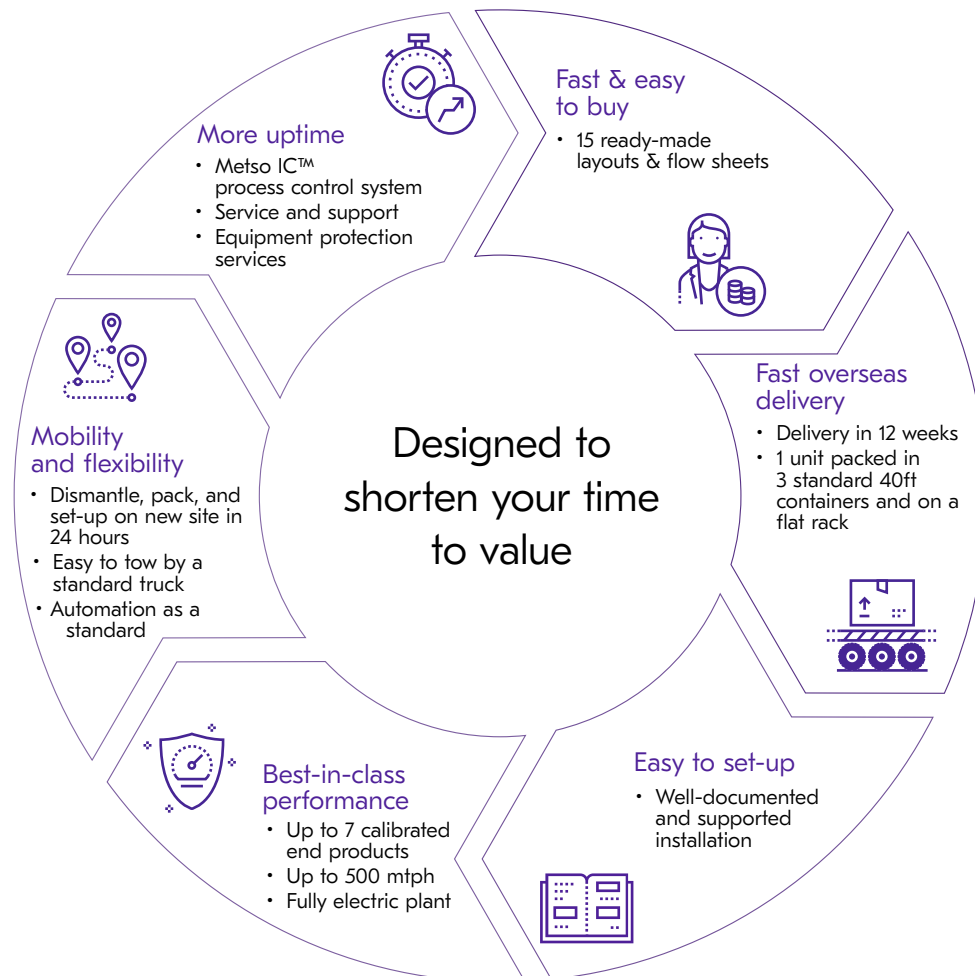 Fast & easy
to buy
• 15 ready-made
layouts & flow sheets
Fast overseas
delivery
• Delivery in 12 weeks
• 1 unit packed in
3 standard 40ft
containers and on a
flat rack
Easy to set-up
• Well-documented
and supported
installation
Best-in-class
performance
• Up to 7 calibrated
end products
• Up to 500 mtph
• Fully electric plant
Mobility
and flexibility
• Dismantle, pack, and
set-up on new site in
24 hours
• Easy to tow by a
standard truck
• Automation as a
standard
More uptime
• Metso IC™
process control system
• Service and support
• Equipment protection
services
Designed to
shorten your time
to value